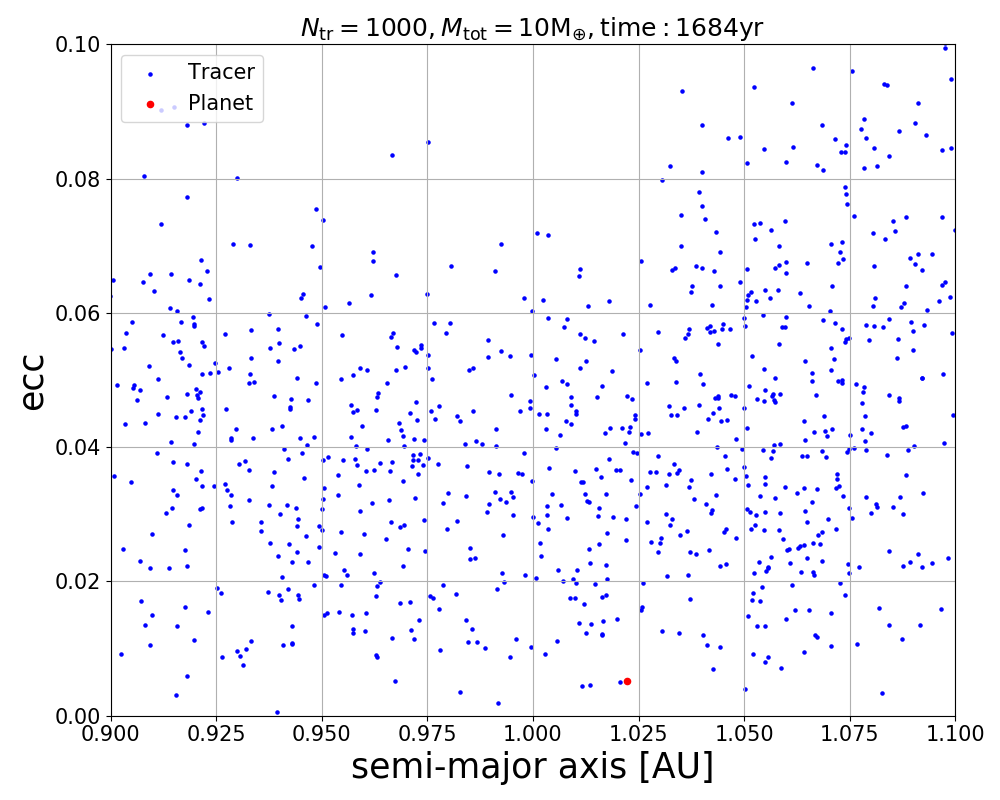 N_tr = 1000, M_tot = 10M_⊕, time : 1684yr
Tracer
Planet
ecc
0.10
0.08
0.06
0.04
0.02
0.00
0.900 0.925 0.950 0.975 1.000 1.025 1.050 1.075 1.100
semi-major axis [AU]